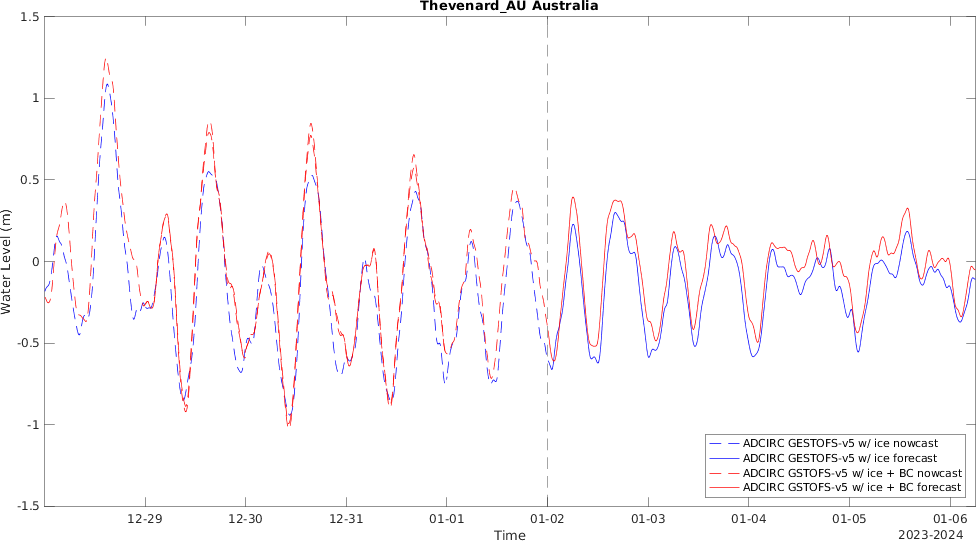 Thevenard_AU Australia
1.5
1
0.5
0
-0.5
-1
-1.5
Water Level (m)
12-29 12-30 12-31 01-01 01-02 01-03 01-04 01-05 01-06
Time
2023-2024
ADCIRC GESTOFS-v5 w/ ice nowcast
ADCIRC GESTOFS-v5 w/ ice forecast
ADCIRC GSTOFS-v5 w/ ice + BC nowcast
ADCIRC GSTOFS-v5 w/ ice + BC forecast